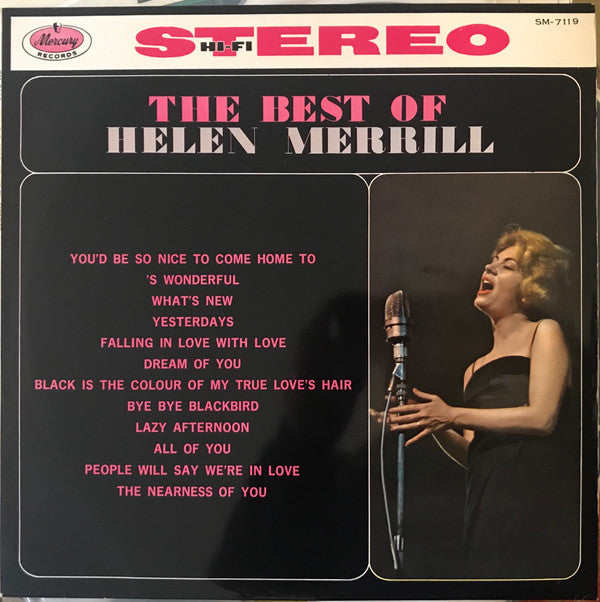 Mercury
RECORDS
STEREO
HI-FI
SM-7119
THE BEST OF
HELEN MERRILL
YOU'D BE SO NICE TO COME HOME TO
'S WONDERFUL
WHAT'S NEW
YESTERDAYS
FALLING IN LOVE WITH LOVE
DREAM OF YOU
BLACK IS THE COLOUR OF MY TRUE LOVE'S HAIR
BYE BYE BLACKBIRD
LAZY AFTERNOON
ALL OF YOU
PEOPLE WILL SAY WE'RE IN LOVE
THE NEARNESS OF YOU